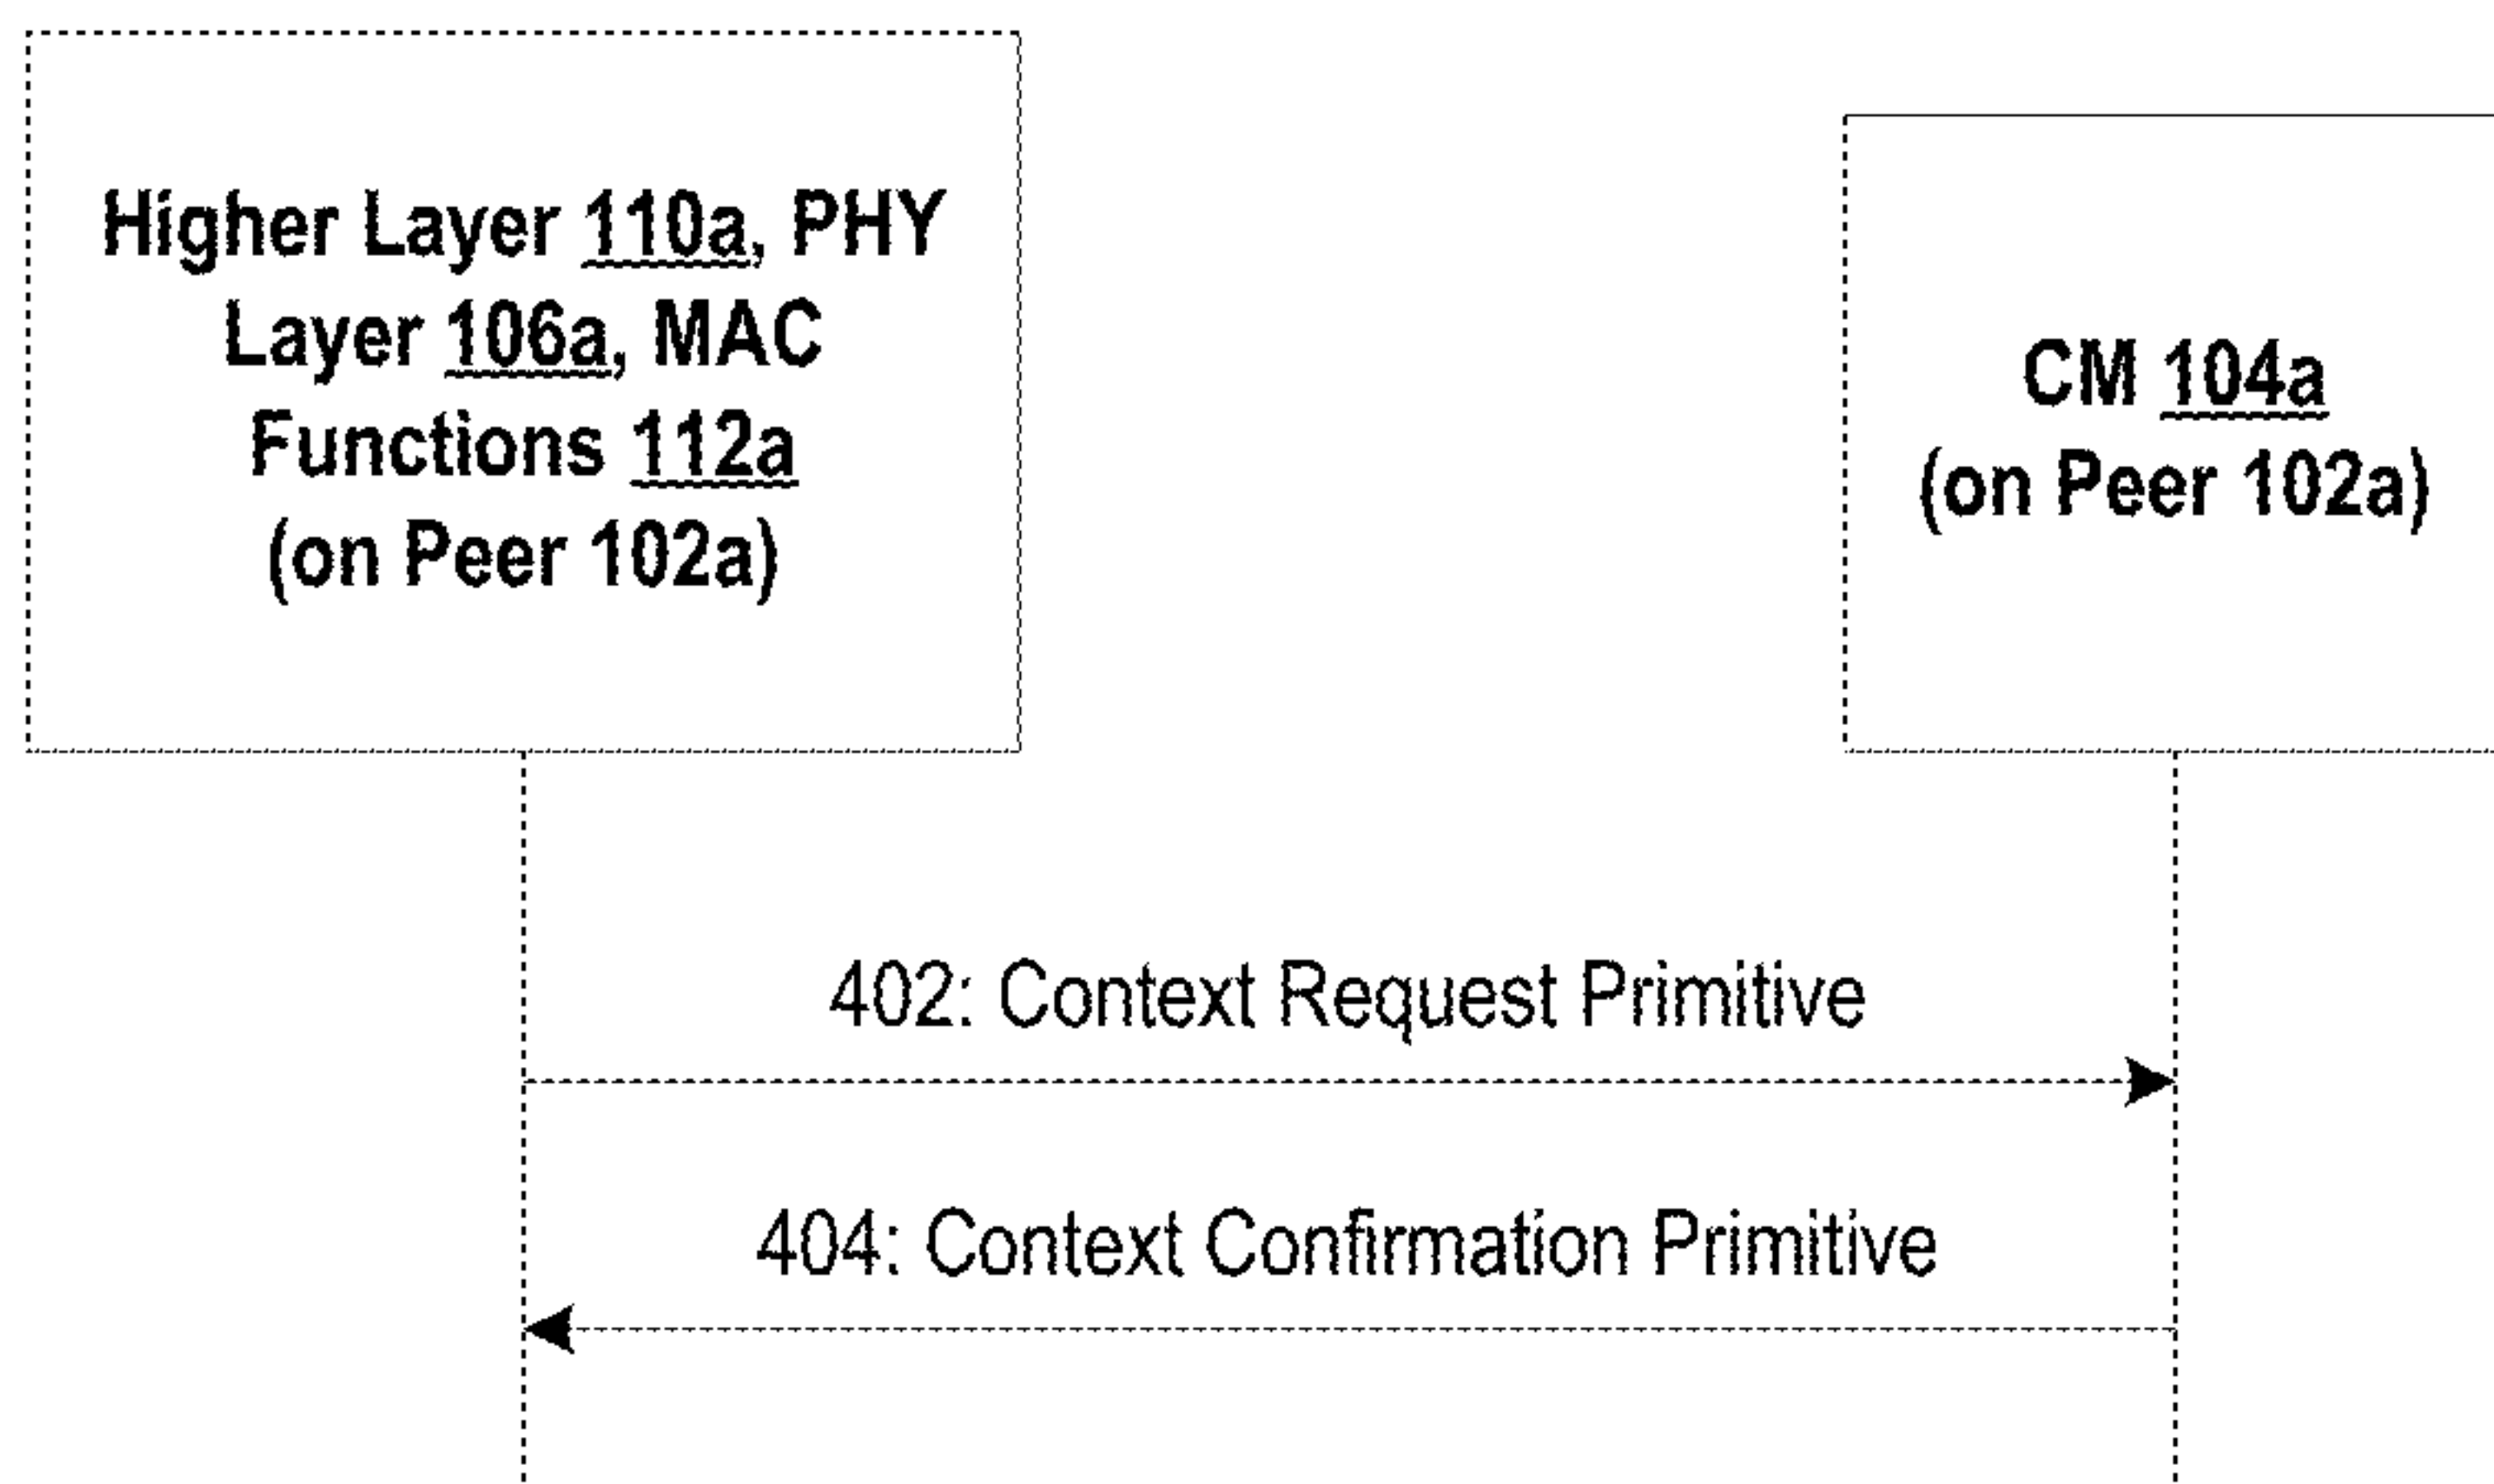 Higher Layer 110a, PHY
Layer 106a, MAC
Functions 112a
(on Peer 102a)
CM 104a
(on Peer 102a)
402: Context Request Primitive
404: Context Confirmation Primitive